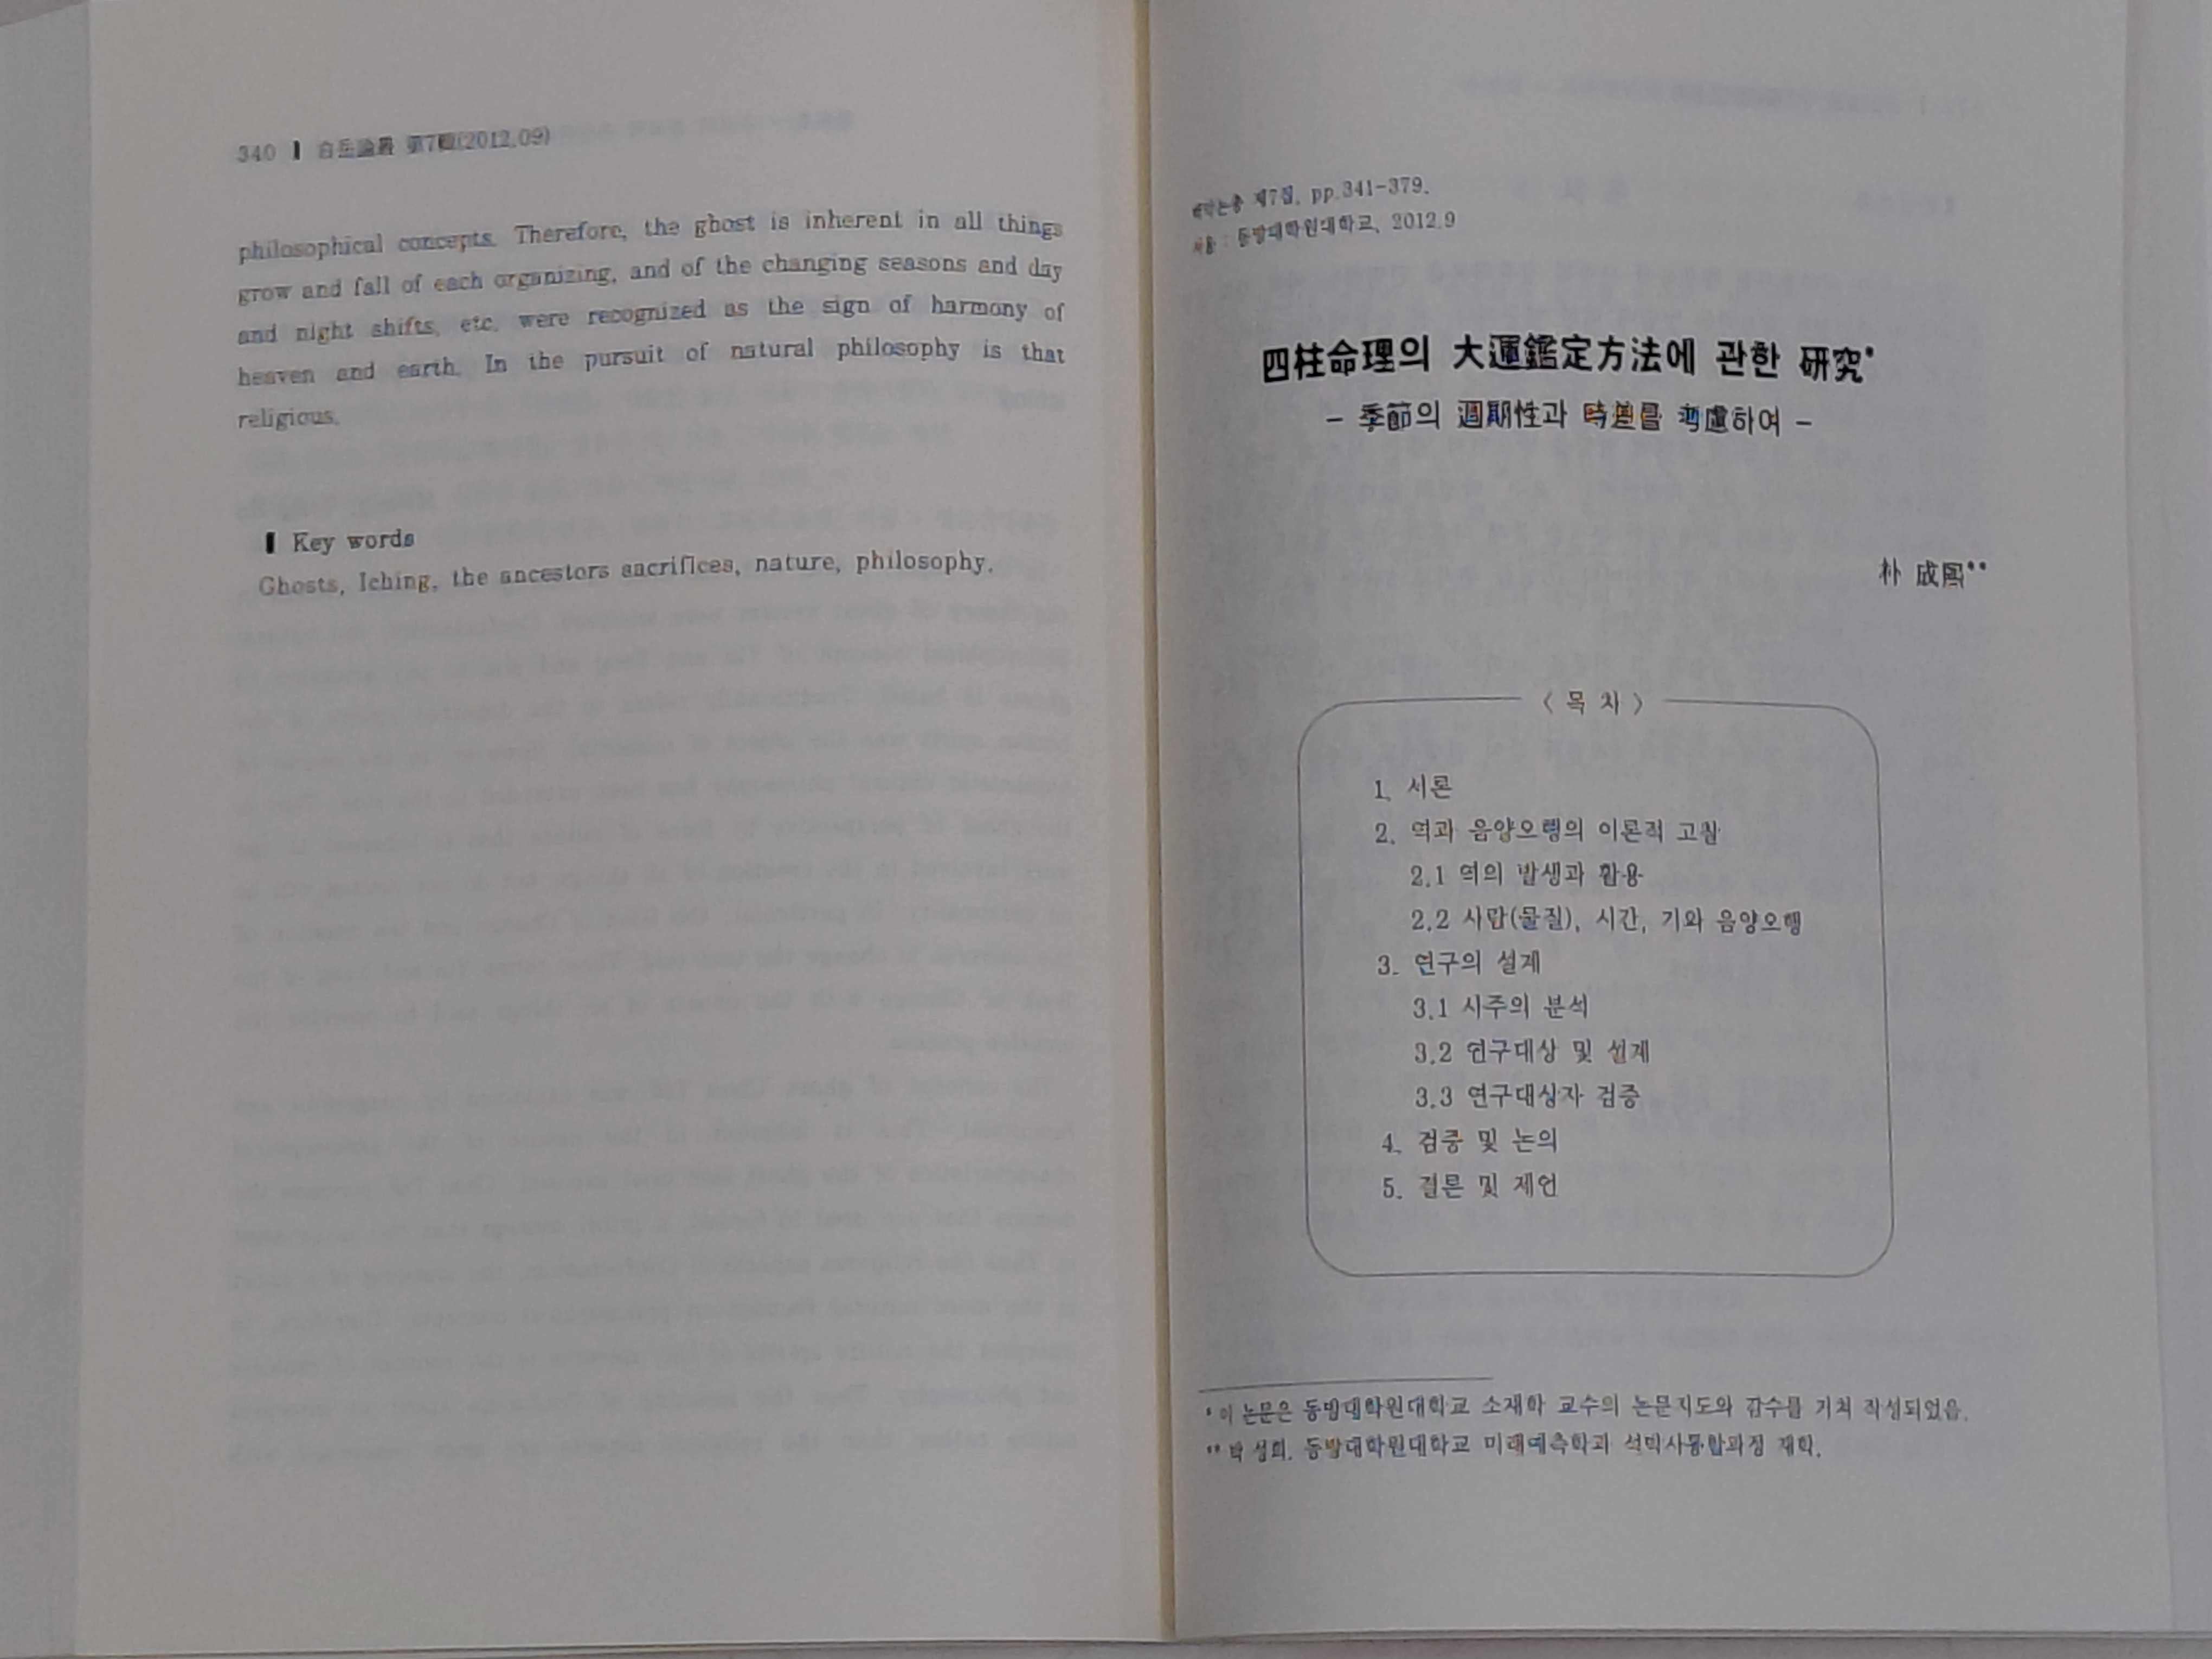 340 ┃ 白岳論叢 第7輯(2012.09)
philosophical concepts. Therefore, the ghost is inherent in all things
grow and fall of each organizing, and of the changing seasons and day
and night shifts, etc. were recognized as the sign of harmony of
heaven and earth. In the pursuit of natural philosophy is that
religious.
┃ Key words
Ghosts, Iching, the ancestors sacrifices, nature, philosophy.
백악논총 제7집, pp.341-379.
서울 : 동방대학원대학교, 2012.9
四柱命理의 大運鑑定方法에 관한 研究*
- 季節의 週期性과 時差를 考慮하여 -
朴 成**
< 목 차 >
1. 서론
2. 역과 음양오행의 이론적 고찰
2.1 역의 발생과 활용
2.2 사람(물질), 시간, 기와 음양오행
3. 연구의 설계
3.1 시주의 분석
3.2 연구대상 및 설계
3.3 연구대상자 검증
4. 검증 및 논의
5. 결론 및 제언
* 이 논문은 동방대학원대학교 소재학 교수의 논문지도와 감수를 거쳐 작성되었음.
** 박성희. 동방대학원대학교 미래예측학과 석박사통합과정 재학.